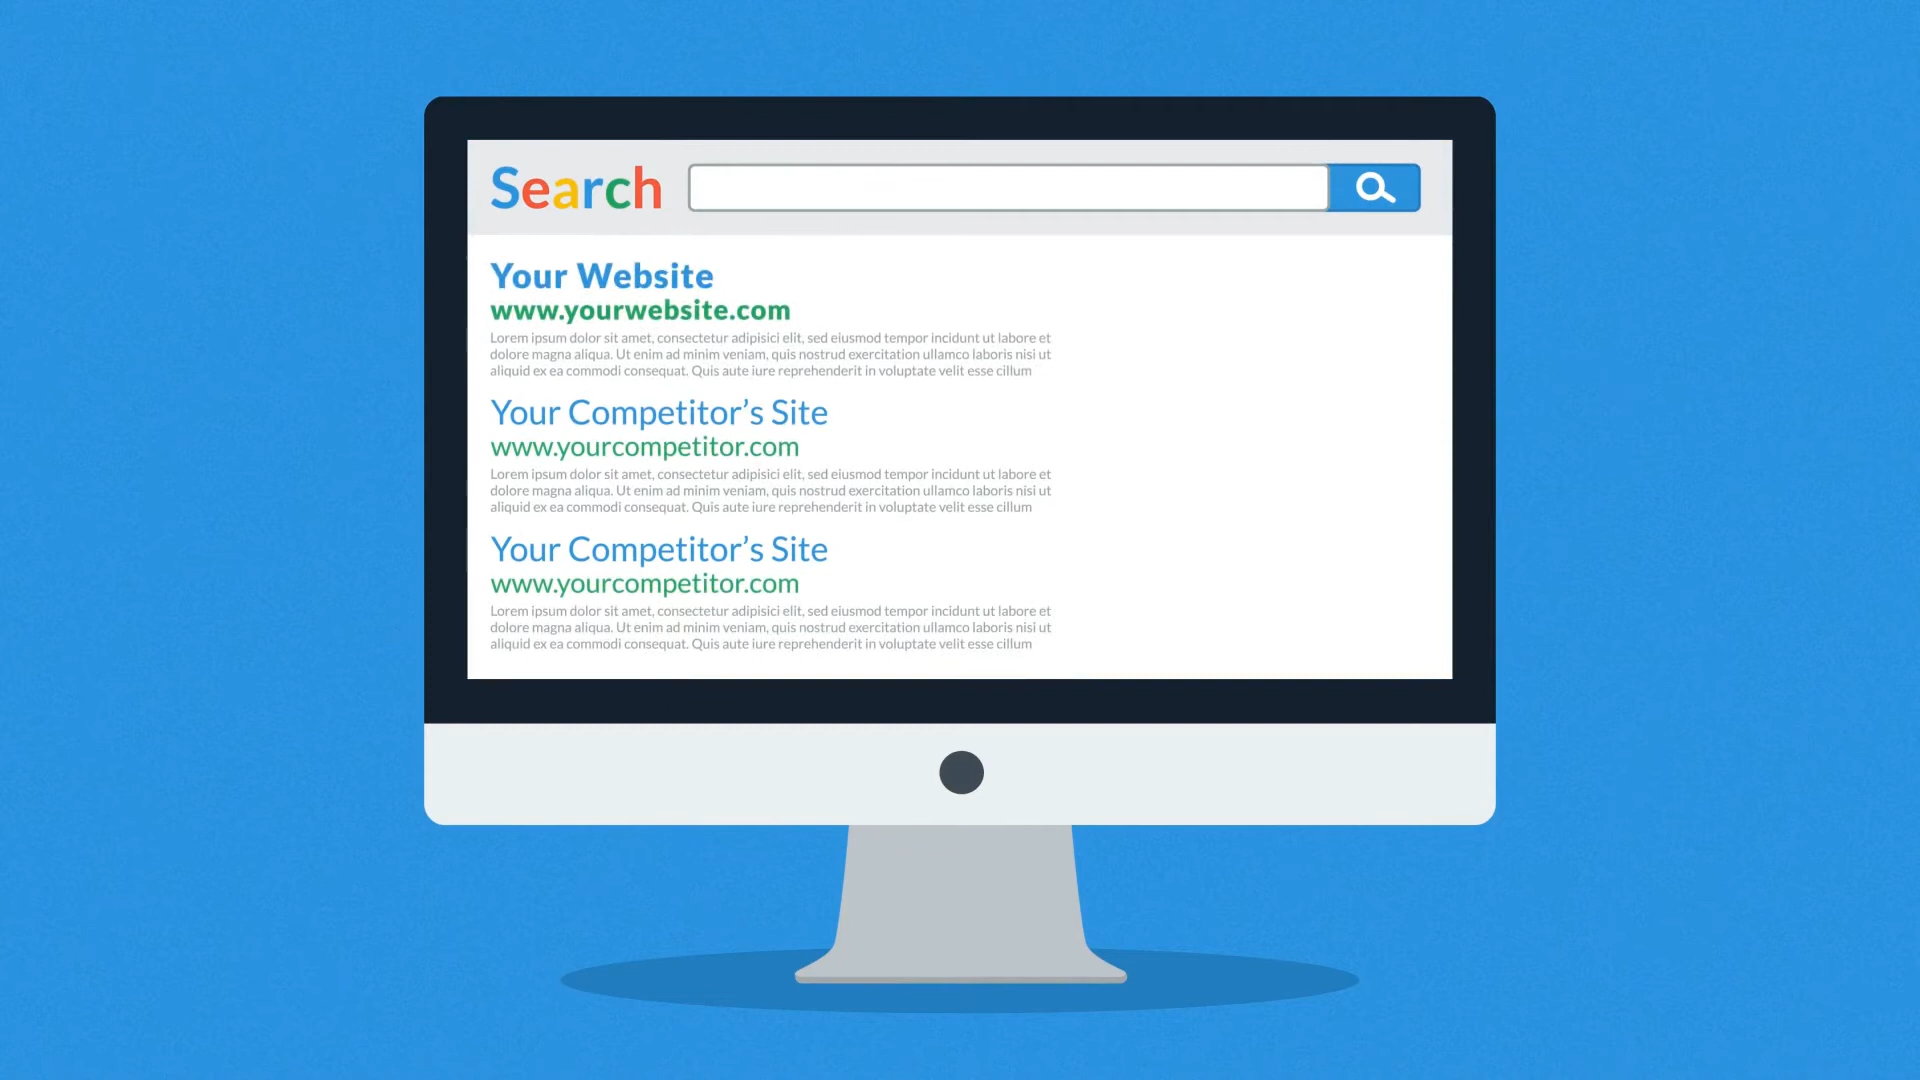 Search
Your Website
www.yourwebsite.com
Lorem ipsum dolor sit amet, consectetur adipisici elit, sed eiusmod tempor incidunt ut labore et
dolore magna aliqua. Ut enim ad minim veniam, quis nostrud exercitation ullamco laboris nisi ut
aliquid ex ea commodi consequat. Quis aute iure reprehenderit in voluptate velit esse cillum
Your Competitor’s Site
www.yourcompetitor.com
Lorem ipsum dolor sit amet, consectetur adipisici elit, sed eiusmod tempor incidunt ut labore et
dolore magna aliqua. Ut enim ad minim veniam, quis nostrud exercitation ullamco laboris nisi ut
aliquid ex ea commodi consequat. Quis aute iure reprehenderit in voluptate velit esse cillum
Your Competitor’s Site
www.yourcompetitor.com
Lorem ipsum dolor sit amet, consectetur adipisici elit, sed eiusmod tempor incidunt ut labore et
dolore magna aliqua. Ut enim ad minim veniam, quis nostrud exercitation ullamco laboris nisi ut
aliquid ex ea commodi consequat. Quis aute iure reprehenderit in voluptate velit esse cillum